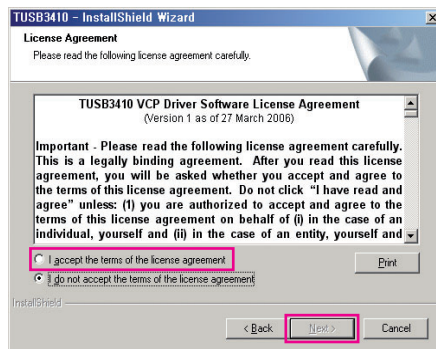 TUSB3410 - InstallShield Wizard
License Agreement
Please read the following license agreement carefully.
TUSB3410 VCP Driver Software License Agreement
(Version 1 as of 27 March 2006)
Important - Please read the following license agreement carefully.
This is a legally binding agreement. After you read this license
agreement, you will be asked whether you accept and agree to
the terms of this license agreement. Do not click "I have read and
agree" unless: (1) you are authorized to accept and agree to the
terms of this license agreement on behalf of (i) in the case of an
individual, yourself and (ii) in the case of an entity, yourself and
I accept the terms of the license agreement
Print
I do not accept the terms of the license agreement
InstallShield
< Back
Next >
Cancel